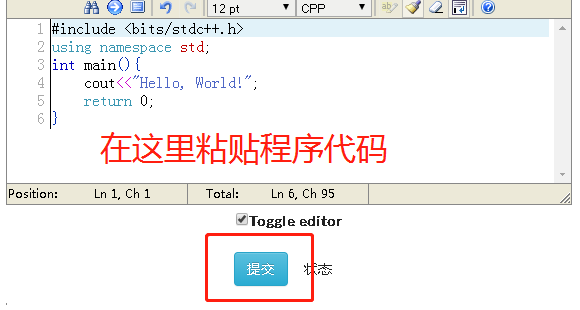 12 pt CPP
1 #include <bits/stdc++.h>
2 using namespace std;
3 int main(){
4 cout<<"Hello, World!";
5 return 0;
6 }
在这里粘贴程序代码
Position: Ln 1, Ch 1 Total: Ln 6, Ch 95
Toggle editor
提交 状态